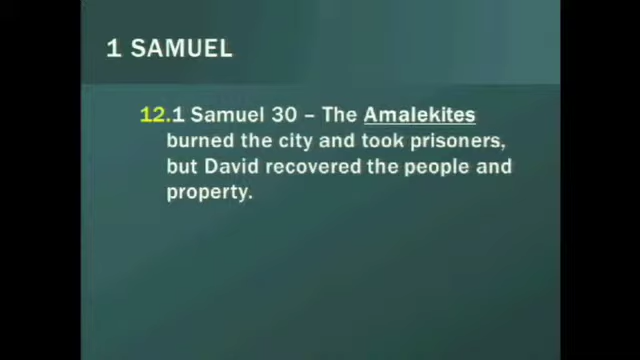 1 SAMUEL
12.1 Samuel 30 – The Amalekites
burned the city and took prisoners,
but David recovered the people and
property.